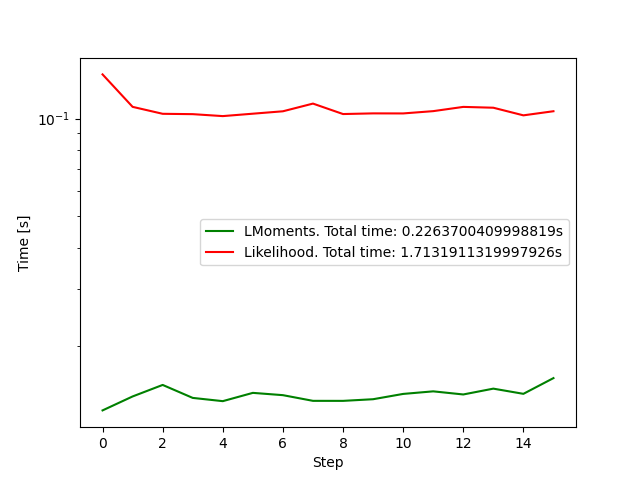 10⁻¹
Time [s]
LMoments. Total time: 0.2263700409998819s
Likelihood. Total time: 1.7131911319997926s
0 2 4 6 8 10 12 14
Step